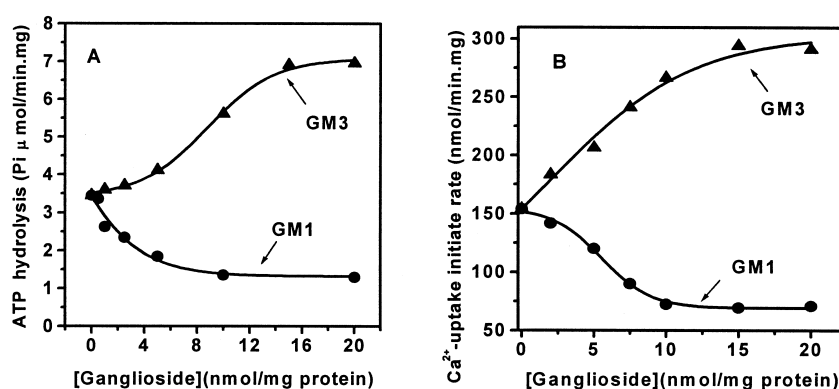 A
GM3
GM1
ATP hydrolysis (Pi μ mol/min.mg)
8
7
6
5
4
3
2
1
0
0 4 8 12 16 20
[Ganglioside](nmol/mg protein)
B
GM3
GM1
Ca²⁺-uptake initiate rate (nmol/min.mg)
300
250
200
150
100
50
0 5 10 15 20
[Ganglioside](nmol/mg protein)